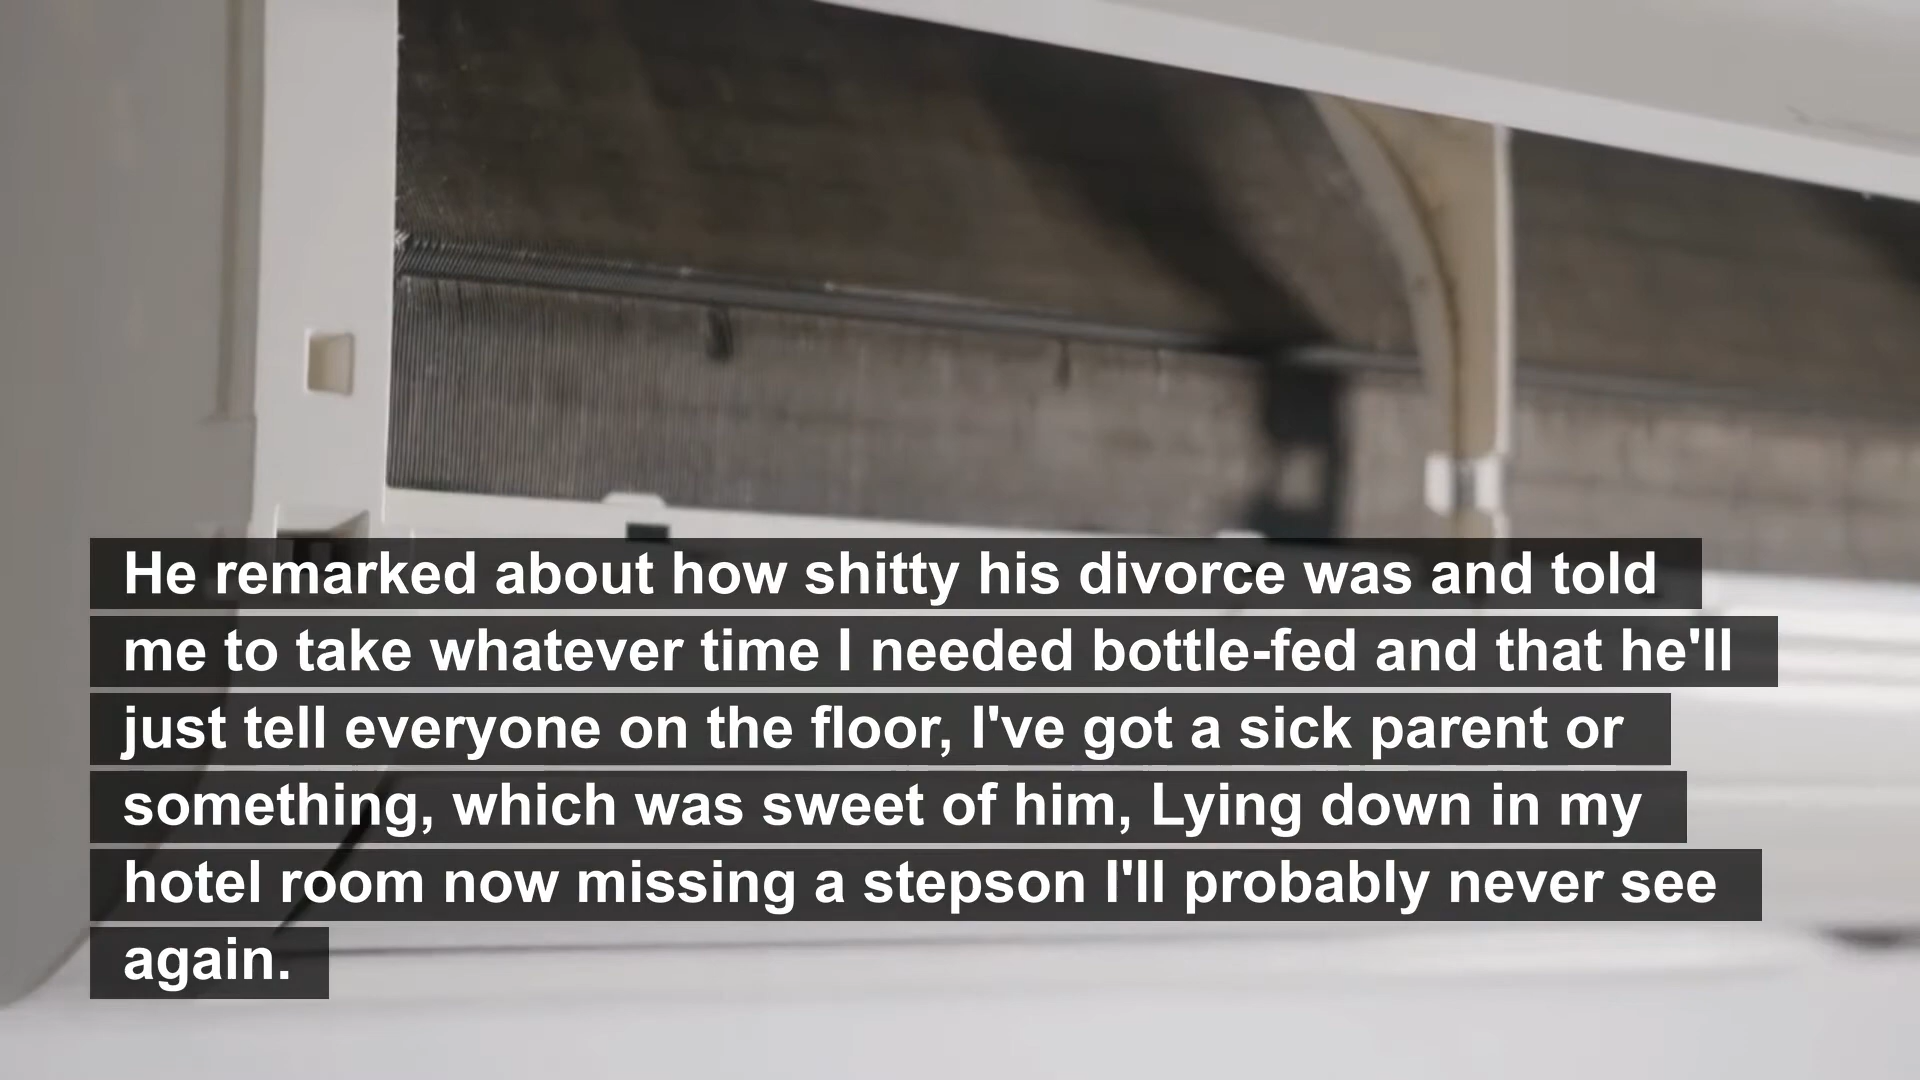 He remarked about how shitty his divorce was and told
me to take whatever time I needed bottle-fed and that he'll
just tell everyone on the floor, I've got a sick parent or
something, which was sweet of him, Lying down in my
hotel room now missing a stepson I'll probably never see
again.